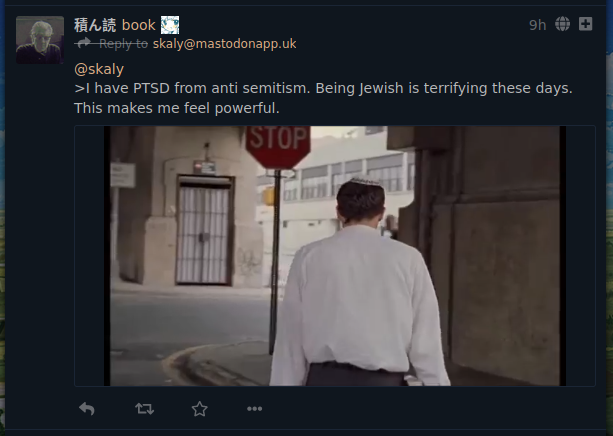 積ん読 book
9h
Reply to skaly@mastodonapp.uk
@skaly
>I have PTSD from anti semitism. Being Jewish is terrifying these days.
This makes me feel powerful.
STOP